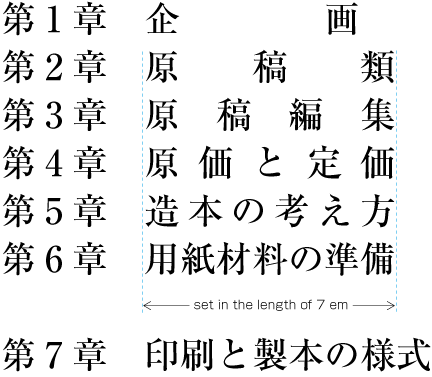 第1章 企画
第2章 原稿類
第3章 原稿編集
第4章 原価と定価
第5章 造本の考え方
第6章 用紙材料の準備
set in the length of 7 em
第7章 印刷と製本の様式